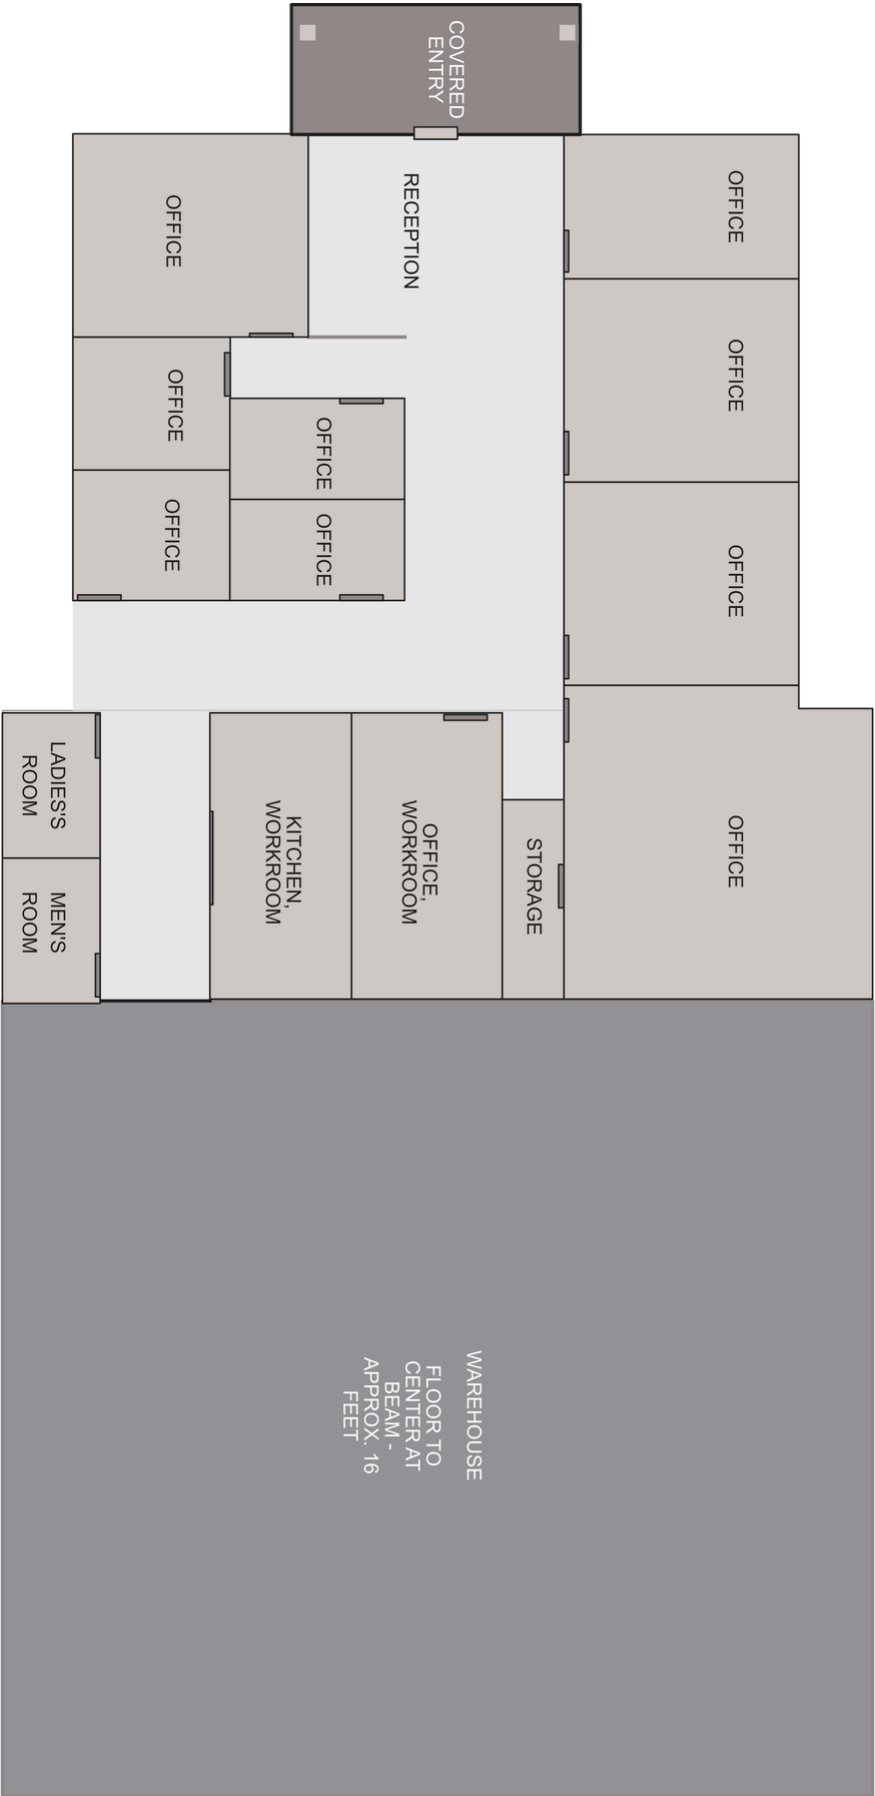 COVERED
ENTRY
RECEPTION
OFFICE
OFFICE
OFFICE
OFFICE
OFFICE
OFFICE
OFFICE
OFFICE
OFFICE
LADIES'S
ROOM
MEN'S
ROOM
KITCHEN,
WORKROOM
OFFICE,
WORKROOM
STORAGE
WAREHOUSE
FLOOR TO
CENTER AT
BEAM -
APPROX. 16
FEET